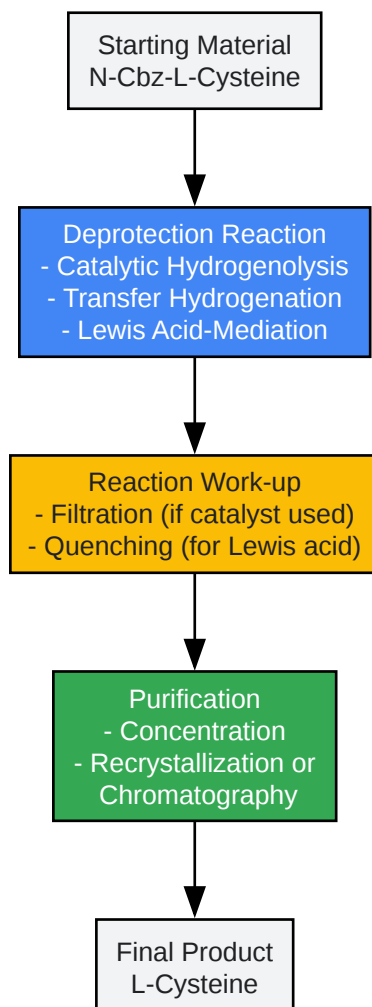 Starting Material
N-Cbz-L-Cysteine
Deprotection Reaction
- Catalytic Hydrogenolysis
- Transfer Hydrogenation
- Lewis Acid-Mediation
Reaction Work-up
- Filtration (if catalyst used)
- Quenching (for Lewis acid)
Purification
- Concentration
- Recrystallization or
Chromatography
Final Product
L-Cysteine